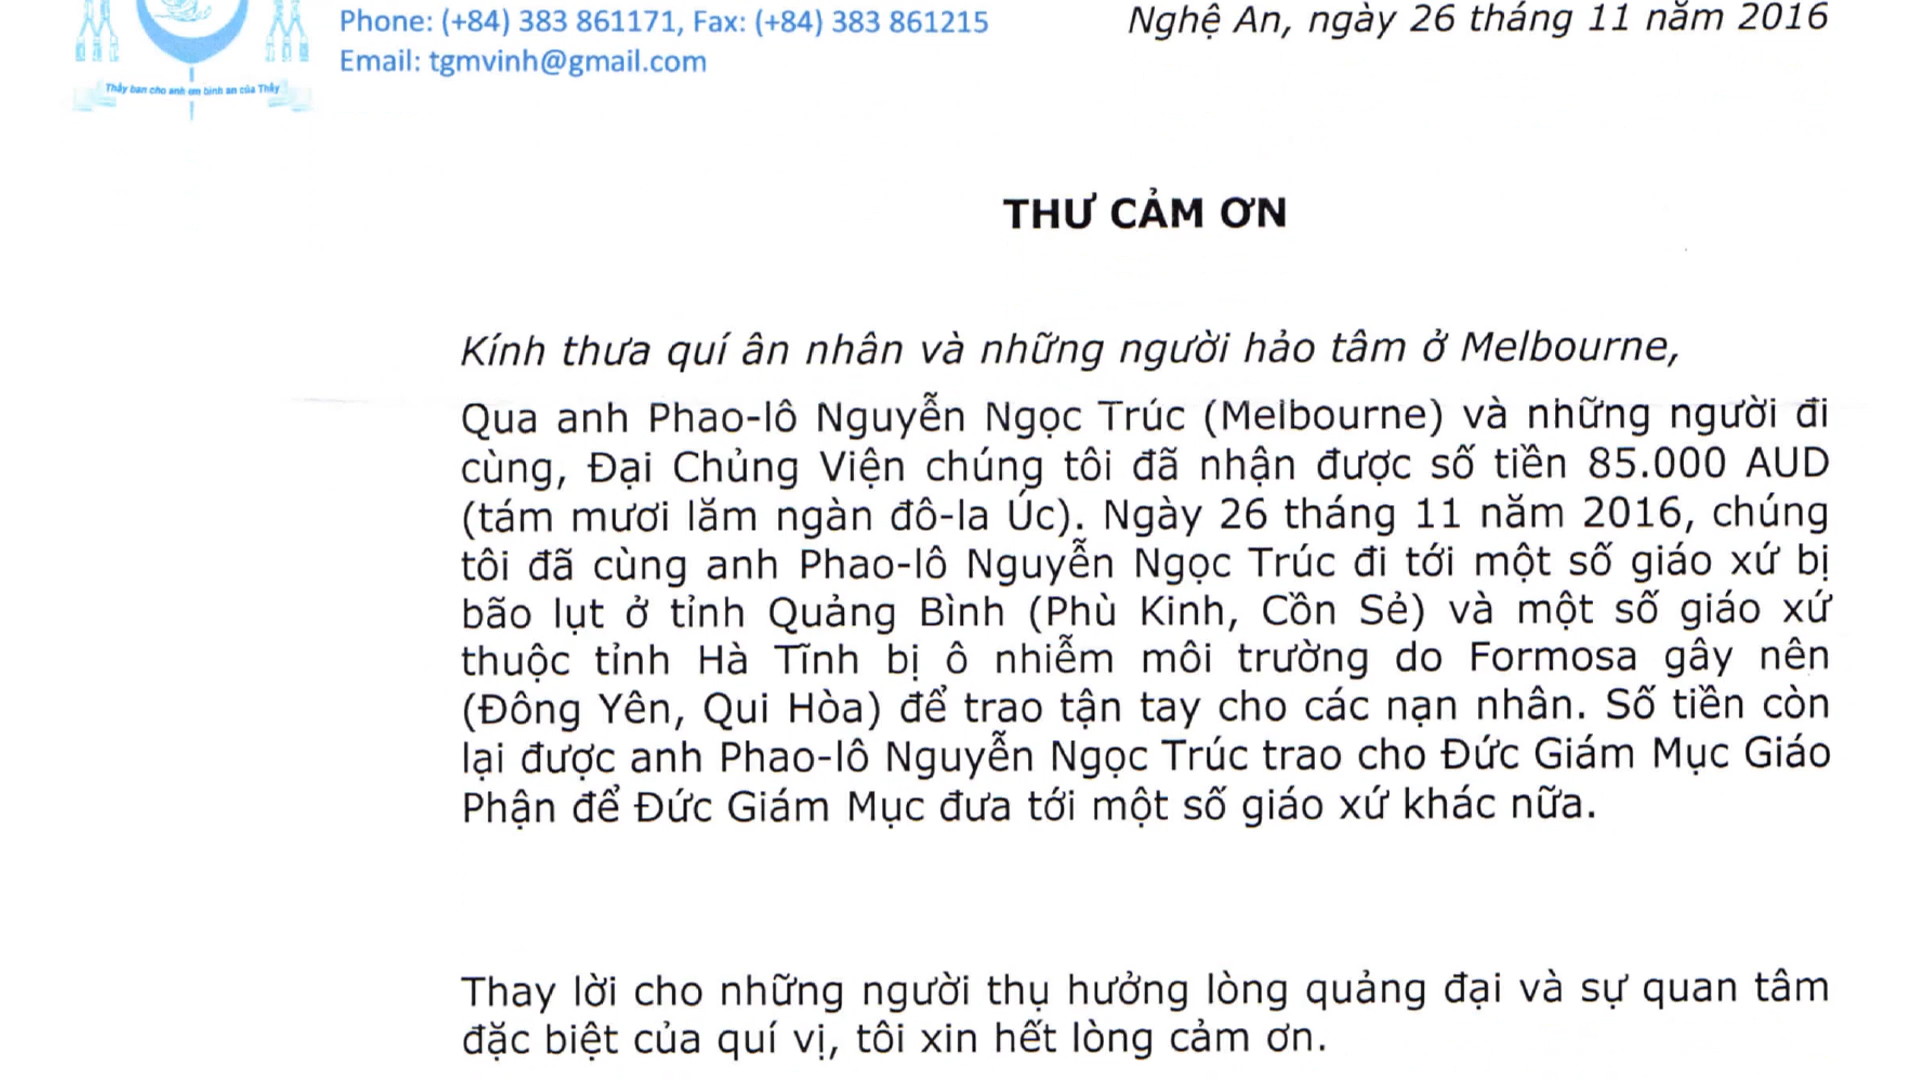 Phone: (+84) 383 861171, Fax: (+84) 383 861215
Email: tgmvinh@gmail.com
Nghệ An, ngày 26 tháng 11 năm 2016
Thầy ban cho anh em bình an của Thầy
THƯ CẢM ƠN
Kính thưa quí ân nhân và những người hảo tâm ở Melbourne,
Qua anh Phao-lô Nguyễn Ngọc Trúc (Melbourne) và những người đi
cùng, Đại Chủng Viện chúng tôi đã nhận được số tiền 85.000 AUD
(tám mươi lăm ngàn đô-la Úc). Ngày 26 tháng 11 năm 2016, chúng
tôi đã cùng anh Phao-lô Nguyễn Ngọc Trúc đi tới một số giáo xứ bị
bão lụt ở tỉnh Quảng Bình (Phù Kinh, Cồn Sẻ) và một số giáo xứ
thuộc tỉnh Hà Tĩnh bị ô nhiễm môi trường do Formosa gây nên
(Đông Yên, Qui Hòa) để trao tận tay cho các nạn nhân. Số tiền còn
lại được anh Phao-lô Nguyễn Ngọc Trúc trao cho Đức Giám Mục Giáo
Phận để Đức Giám Mục đưa tới một số giáo xứ khác nữa.
Thay lời cho những người thụ hưởng lòng quảng đại và sự quan tâm
đặc biệt của quí vị, tôi xin hết lòng cảm ơn.